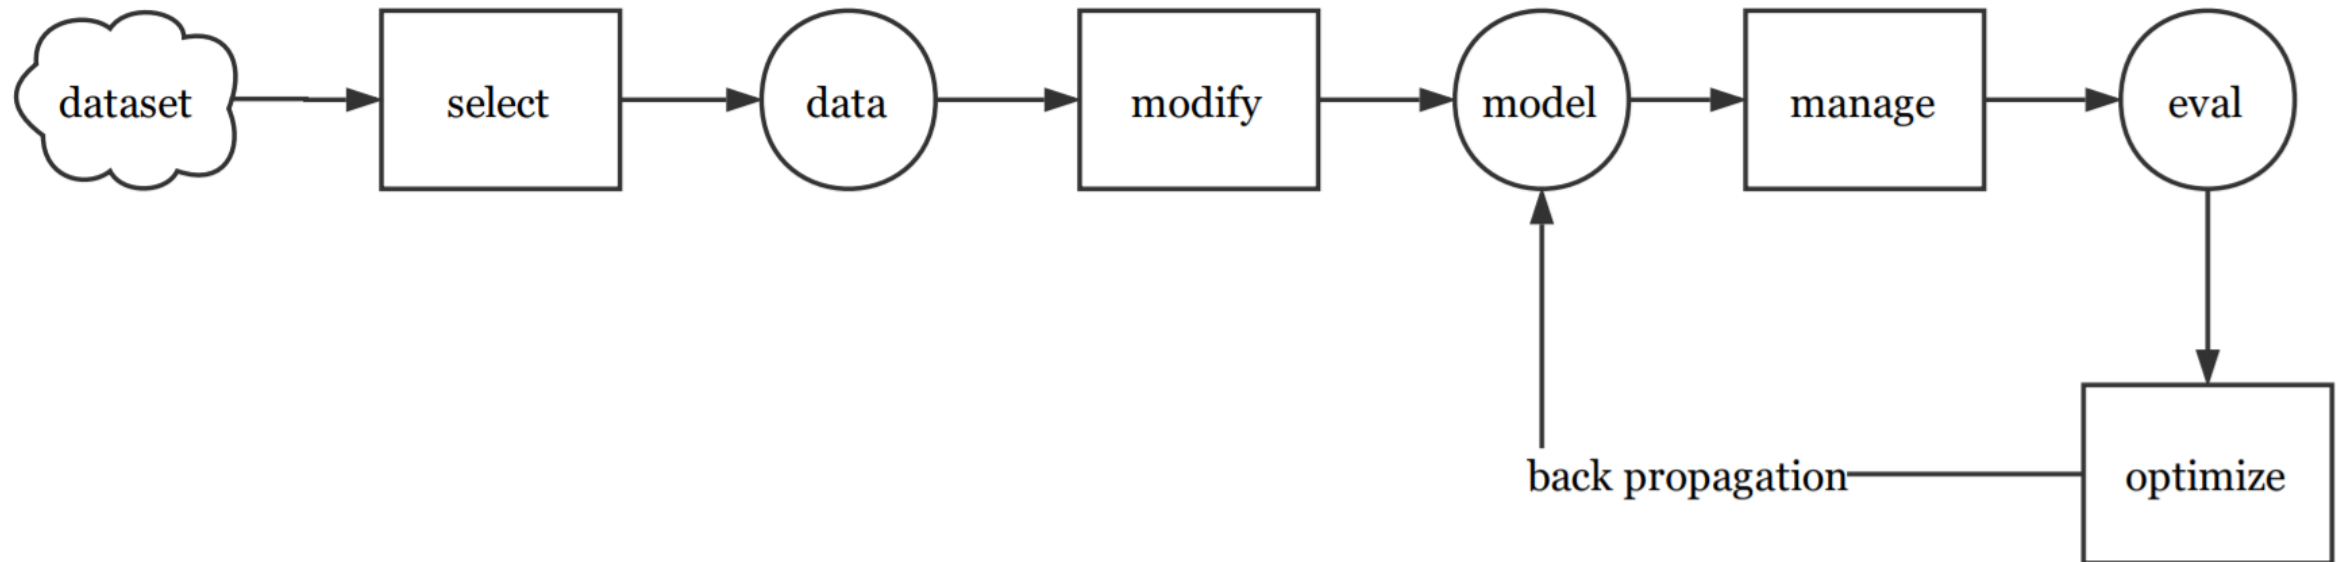 dataset
select
data
modify
model
manage
eval
back propagation
optimize